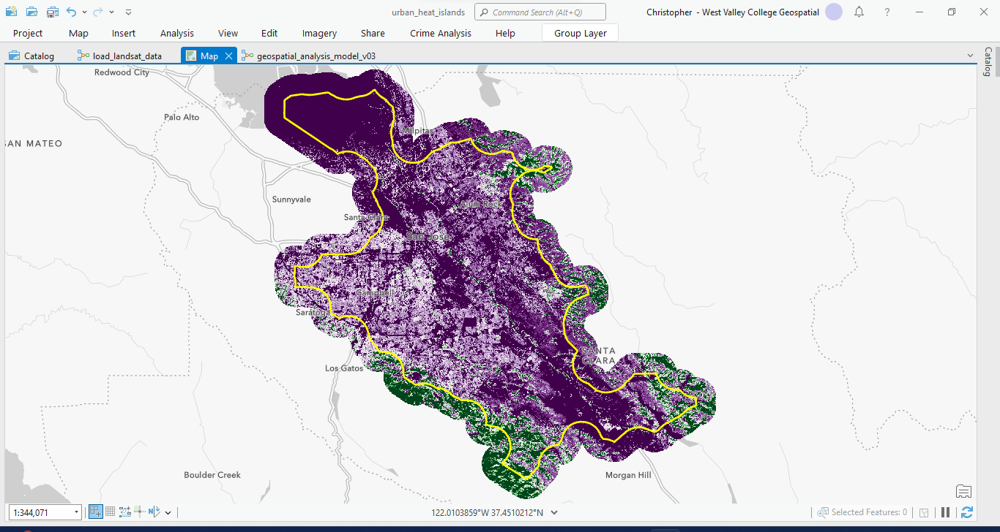 urban_heat_islands
Command Search (Alt+Q)
Christopher - West Valley College Geospatial
?
Project Map Insert Analysis View Edit Imagery Share Crime Analysis Help Group Layer
Catalog load_landsat_data Map geospatial_analysis_model_v03
Catalog
Redwood City
Palo Alto
Milpitas
SAN MATEO
Sunnyvale
Alum Rock
Santa Clara
San Jose
Campbell
Saratoga
SANTA
CLARA
Los Gatos
Boulder Creek
Morgan Hill
1:344,071
N
122.0103859°W 37.4510212°N
Selected Features: 0